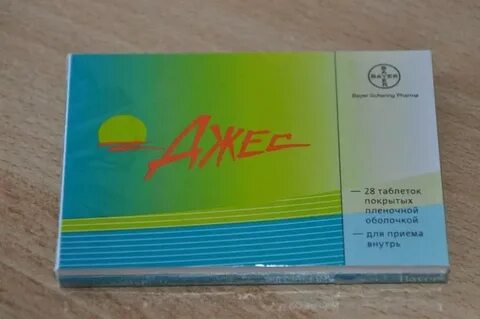 Джес
BAYER
Bayer Schering Pharma
— 28 таблеток
покрытых
пленочной
оболочкой
— для приема
внутрь